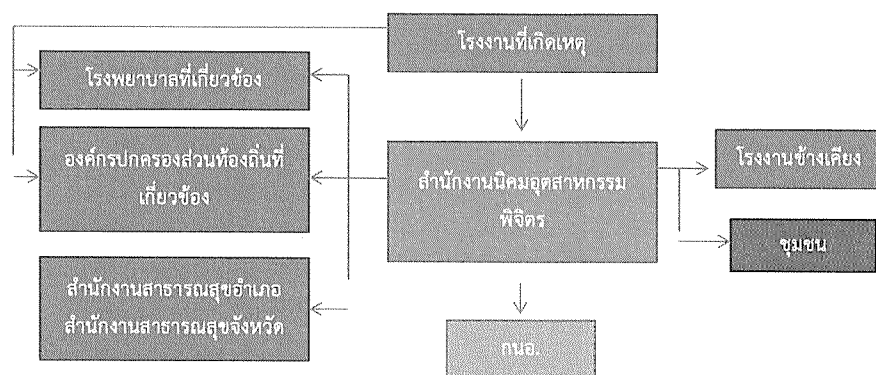 โรงงานที่เกิดเหตุ
โรงพยาบาลที่เกี่ยวข้อง
องค์กรปกครองส่วนท้องถิ่นที่
เกี่ยวข้อง
สำนักงานนิคมอุตสาหกรรม
พิจิตร
โรงงานข้างเคียง
ชุมชน
สำนักงานสาธารณสุขอำเภอ
สำนักงานสาธารณสุขจังหวัด
กนอ.